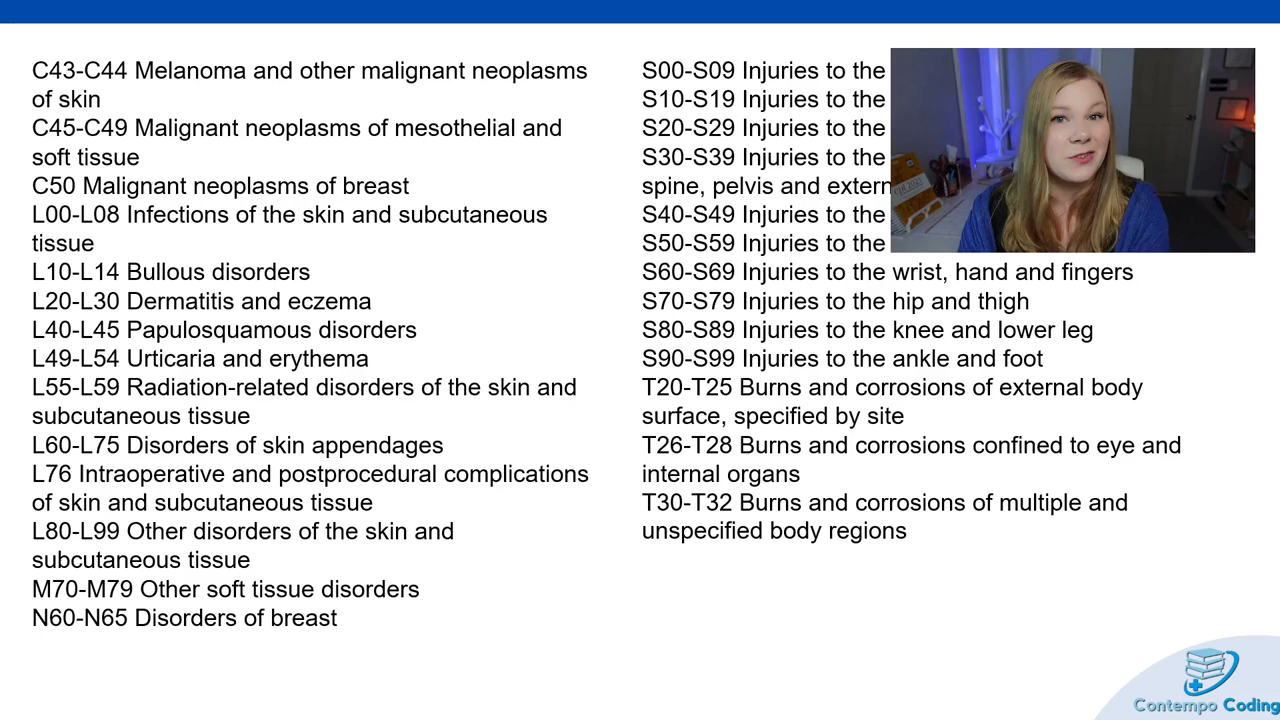 C43-C44 Melanoma and other malignant neoplasms
of skin
C45-C49 Malignant neoplasms of mesothelial and
soft tissue
C50 Malignant neoplasms of breast
L00-L08 Infections of the skin and subcutaneous
tissue
L10-L14 Bullous disorders
L20-L30 Dermatitis and eczema
L40-L45 Papulosquamous disorders
L49-L54 Urticaria and erythema
L55-L59 Radiation-related disorders of the skin and
subcutaneous tissue
L60-L75 Disorders of skin appendages
L76 Intraoperative and postprocedural complications
of skin and subcutaneous tissue
L80-L99 Other disorders of the skin and
subcutaneous tissue
M70-M79 Other soft tissue disorders
N60-N65 Disorders of breast
S00-S09 Injuries to the
S10-S19 Injuries to the
S20-S29 Injuries to the
S30-S39 Injuries to the
spine, pelvis and extern
S40-S49 Injuries to the
S50-S59 Injuries to the
S60-S69 Injuries to the wrist, hand and fingers
S70-S79 Injuries to the hip and thigh
S80-S89 Injuries to the knee and lower leg
S90-S99 Injuries to the ankle and foot
T20-T25 Burns and corrosions of external body
surface, specified by site
T26-T28 Burns and corrosions confined to eye and
internal organs
T30-T32 Burns and corrosions of multiple and
unspecified body regions
Contempo Coding